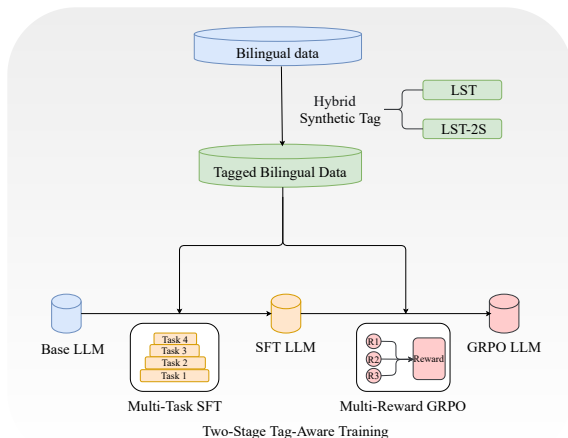 Bilingual data
Hybrid
Synthetic Tag
LST
LST-2S
Tagged Bilingual Data
Base LLM
SFT LLM
GRPO LLM
Task 4
Task 3
Task 2
Task 1
R1
R2
R3
Reward
Multi-Task SFT
Multi-Reward GRPO
Two-Stage Tag-Aware Training